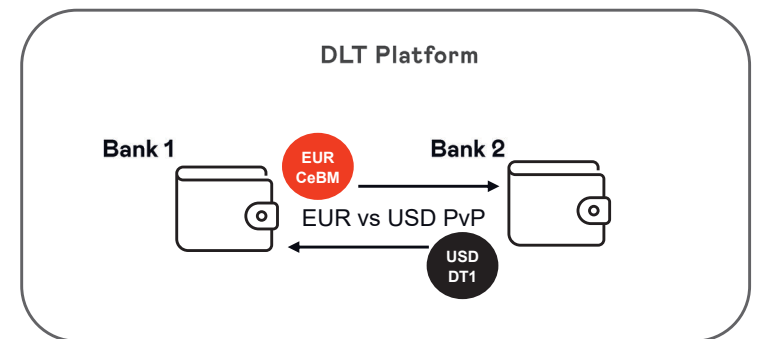 DLT Platform
Bank 1
EUR
CeBM
Bank 2
EUR vs USD PvP
USD
DT1